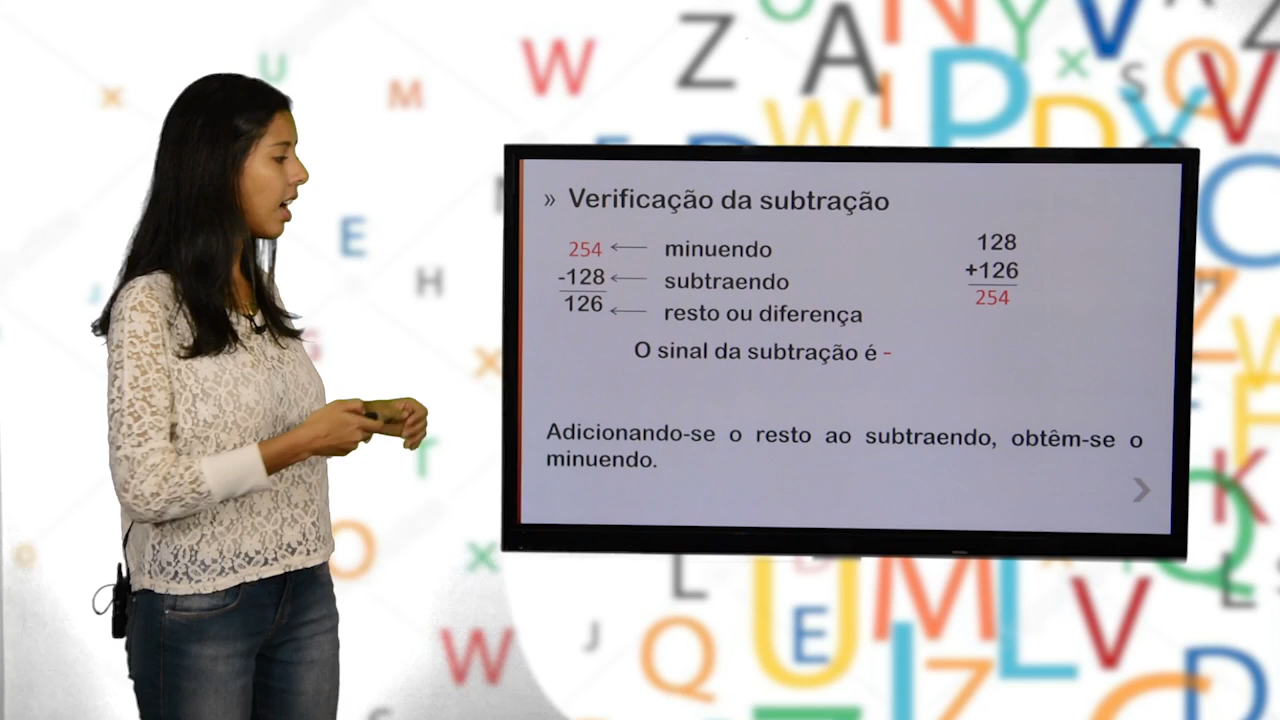 » Verificação da subtração
254 ← minuendo
-128 ← subtraendo
126 ← resto ou diferença
128
+126
254
O sinal da subtração é -
Adicionando-se o resto ao subtraendo, obtêm-se o
minuendo.